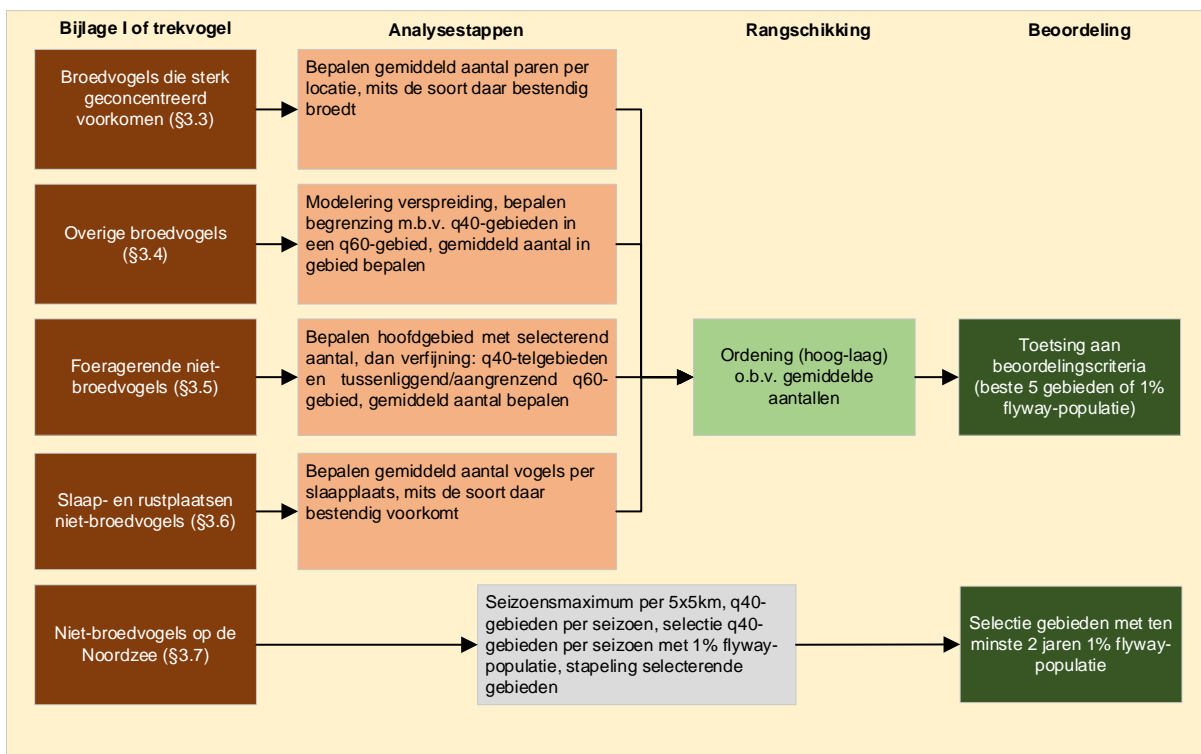 Bijlage I of trekvogel
Analysestappen
Rangschikking
Beoordeling
Broedvogels die sterk
geconcentreerd
voorkomen (§3.3)
Bepalen gemiddeld aantal paren per
locatie, mits de soort daar bestendig
broedt
Overige broedvogels
(§3.4)
Modelering verspreiding, bepalen
begrenzing m.b.v. q40-gebieden in
een q60-gebied, gemiddeld aantal in
gebied bepalen
Foeragerende niet-
broedvogels (§3.5)
Bepalen hoofdgebied met selecterend
aantal, dan verfijning: q40-telgebieden
en tussenliggend/aangrenzend q60-
gebied, gemiddeld aantal bepalen
Ordening (hoog-laag)
o.b.v. gemiddelde
aantallen
Toetsing aan
beoordelingscriteria
(beste 5 gebieden of 1%
flyway-populatie)
Slaap- en rustplaatsen
niet-broedvogels (§3.6)
Bepalen gemiddeld aantal vogels per
slaapplaats, mits de soort daar
bestendig voorkomt
Niet-broedvogels op de
Noordzee (§3.7)
Seizoensmaximum per 5x5km, q40-
gebieden per seizoen, selectie q40-
gebieden per seizoen met 1% flyway-
populatie, stapeling selecterende
gebieden
Selectie gebieden met ten
minste 2 jaren 1% flyway-
populatie